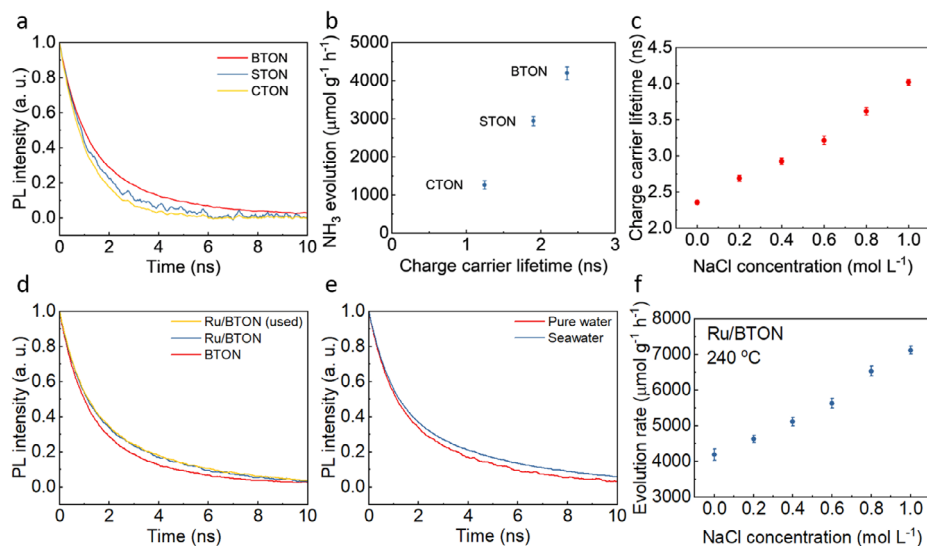 a
PL intensity (a. u.)
1.0
0.8
0.6
0.4
0.2
0.0
BTON
STON
CTON
0 2 4 6 8 10
Time (ns)
b
NH₃ evolution (μmol g⁻¹ h⁻¹)
5000
4000
3000
2000
1000
0
BTON
STON
CTON
0 1 2 3
Charge carrier lifetime (ns)
c
Charge carrier lifetime (ns)
4.5
4.0
3.5
3.0
2.5
2.0
0.0 0.2 0.4 0.6 0.8 1.0
NaCl concentration (mol L⁻¹)
d
PL intensity (a. u.)
1.0
0.8
0.6
0.4
0.2
0.0
Ru/BTON (used)
Ru/BTON
BTON
0 2 4 6 8 10
Time (ns)
e
PL intensity (a. u.)
1.0
0.8
0.6
0.4
0.2
0.0
Pure water
Seawater
0 2 4 6 8 10
Time (ns)
f
Evolution rate (μmol g⁻¹ h⁻¹)
8000
7000
6000
5000
4000
3000
Ru/BTON
240 ºC
0.0 0.2 0.4 0.6 0.8 1.0
NaCl concentration (mol L⁻¹)